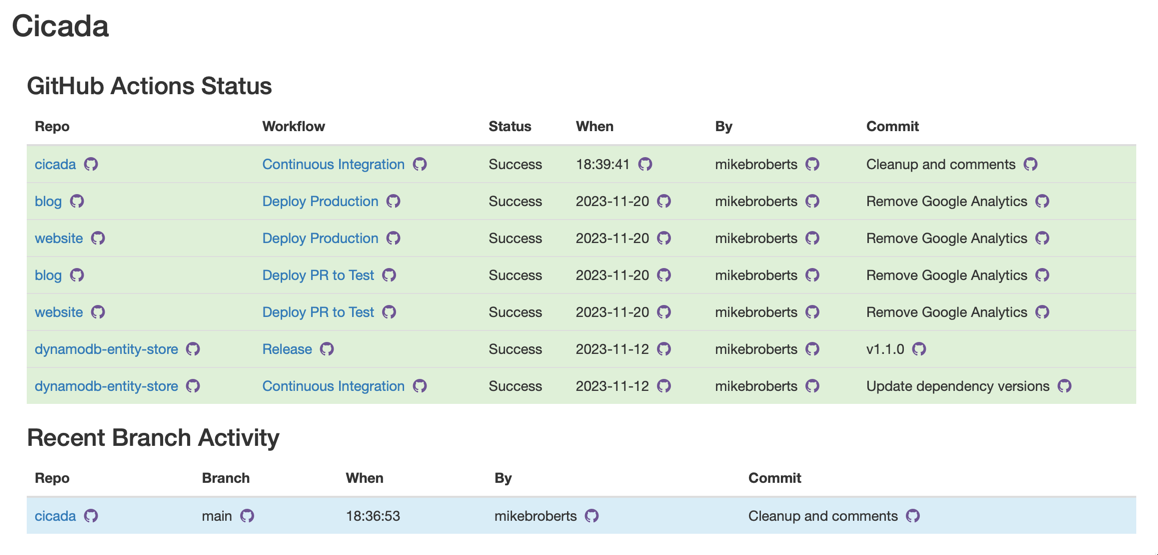 Cicada
GitHub Actions Status
Repo Workflow Status When By Commit
cicada Continuous Integration Success 18:39:41 mikebroberts Cleanup and comments
blog Deploy Production Success 2023-11-20 mikebroberts Remove Google Analytics
website Deploy Production Success 2023-11-20 mikebroberts Remove Google Analytics
blog Deploy PR to Test Success 2023-11-20 mikebroberts Remove Google Analytics
website Deploy PR to Test Success 2023-11-20 mikebroberts Remove Google Analytics
dynamodb-entity-store Release Success 2023-11-12 mikebroberts v1.1.0
dynamodb-entity-store Continuous Integration Success 2023-11-12 mikebroberts Update dependency versions
Recent Branch Activity
Repo Branch When By Commit
cicada main 18:36:53 mikebroberts Cleanup and comments